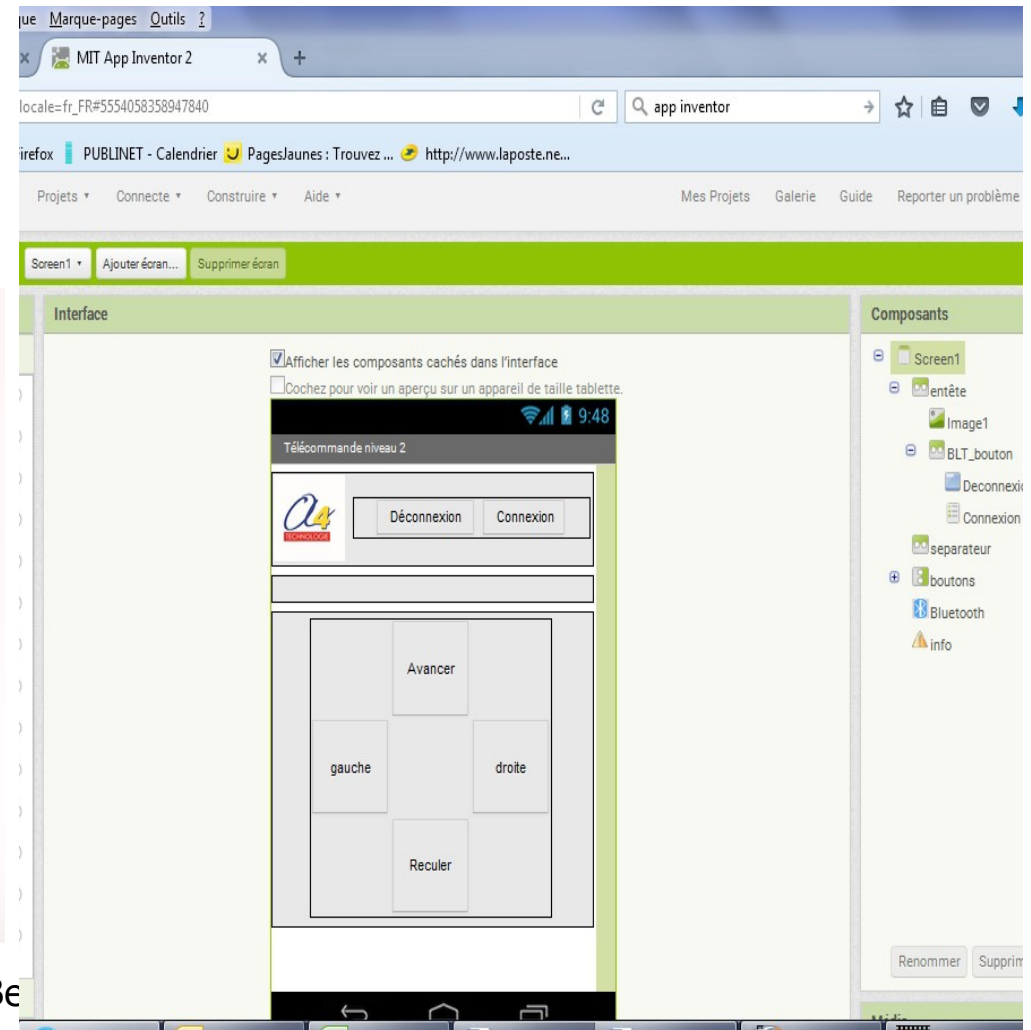 que Marque-pages Outils ?
MIT App Inventor 2
locale=fr_FR#5554058358947840
app inventor
irefox PUBLINET - Calendrier PagesJaunes : Trouvez ... http://www.laposte.ne...
Projets Connecte Construire Aide Mes Projets Galerie Guide Reporter un problème
Screen1 Ajouter écran... Supprimer écran
Interface
Composants
Afficher les composants cachés dans l'interface
Cochez pour voir un aperçu sur un appareil de taille tablette.
9:48
Télécommande niveau 2
a4
TECHNOLOGIE
Déconnexion Connexion
Avancer
gauche droite
Reculer
Screen1
entête
Image1
BLT_bouton
Deconnexio
Connexion
separateur
boutons
Bluetooth
info
Renommer Supprim
Be